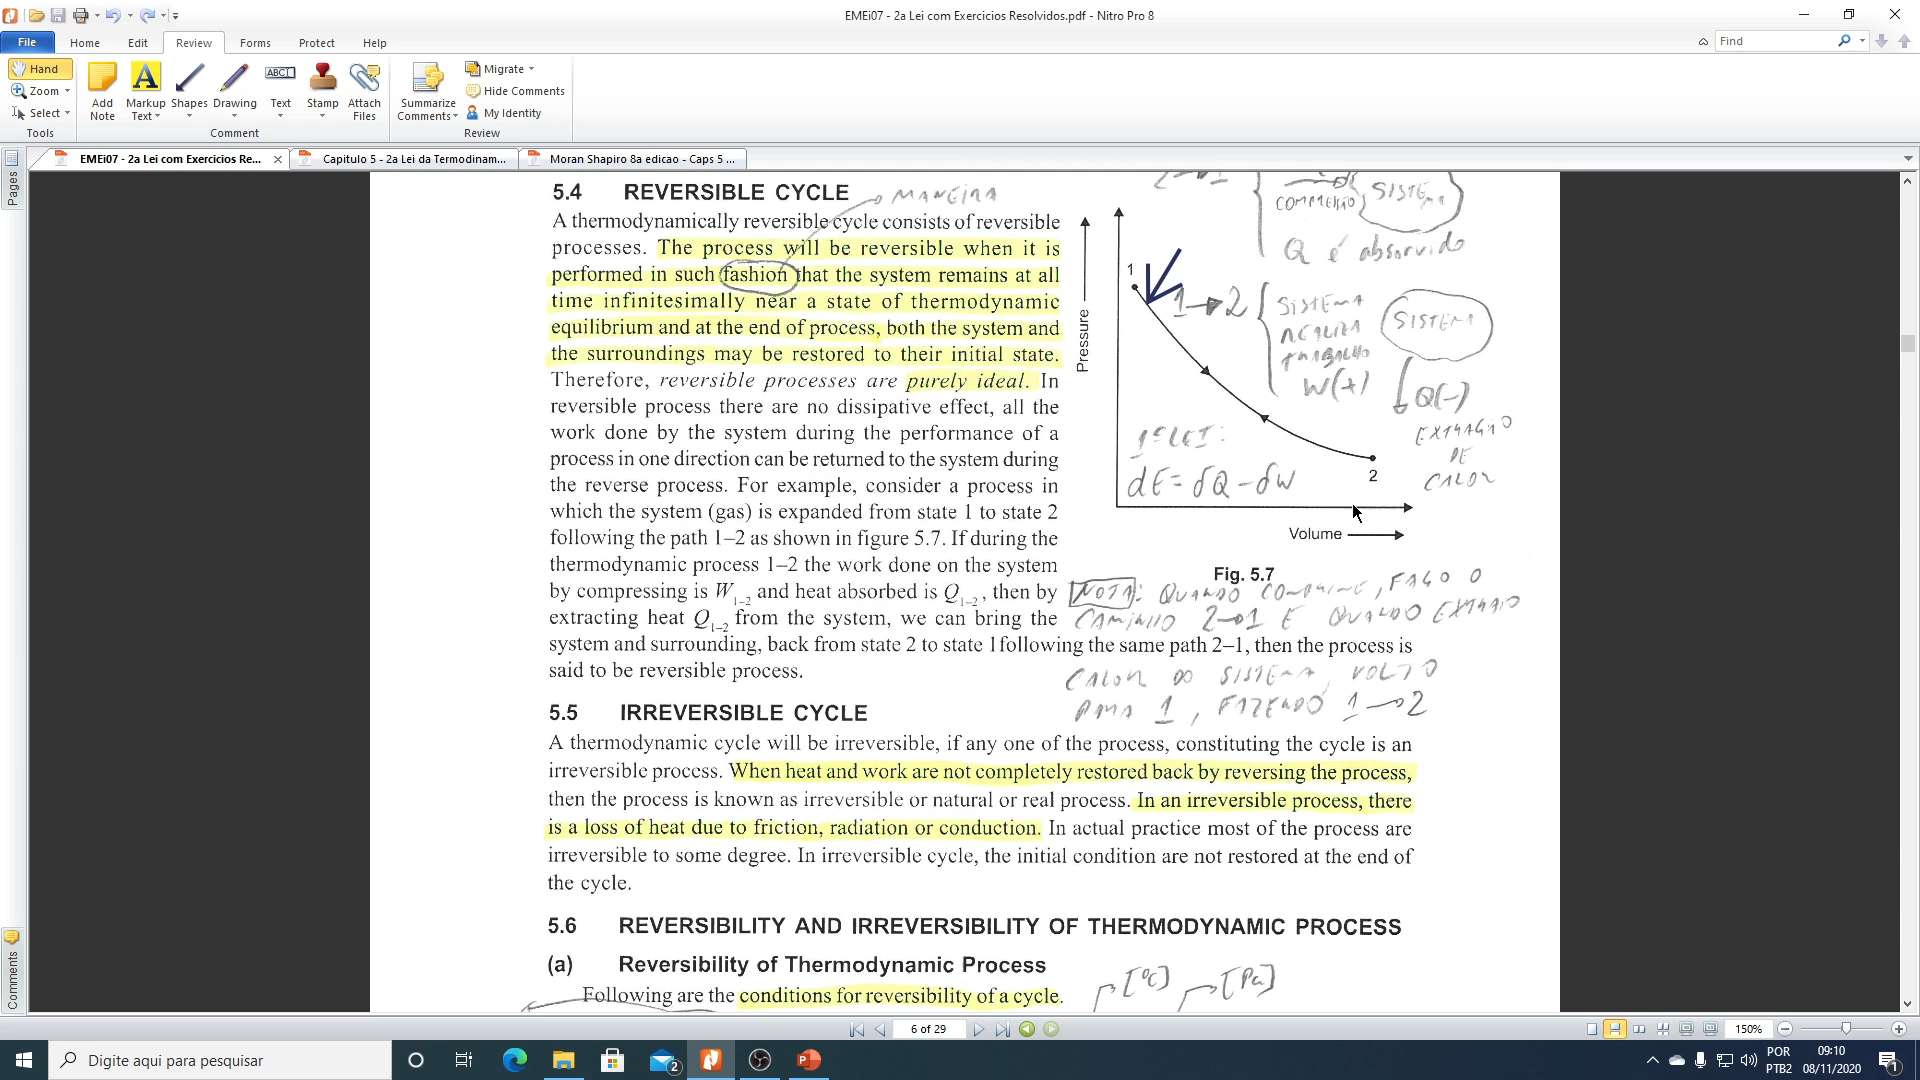 EMEi07 - 2a Lei com Exercicios Resolvidos.pdf - Nitro Pro 8
File Home Edit Review Forms Protect Help
Find
Hand
Zoom
Select
Tools
Add Note
Markup Text
Shapes
Drawing
Text
Stamp
Attach Files
Comment
Summarize Comments
Migrate
Hide Comments
My Identity
Review
EMEi07 - 2a Lei com Exercicios Re...
Capitulo 5 - 2a Lei da Termodinam...
Moran Shapiro 8a edicao - Caps 5 ...
Pages
Comments
5.4 REVERSIBLE CYCLE
MANEIRA
A thermodynamically reversible cycle consists of reversible
processes. The process will be reversible when it is
performed in such fashion that the system remains at all
time infinitesimally near a state of thermodynamic
equilibrium and at the end of process, both the system and
the surroundings may be restored to their initial state.
Therefore, reversible processes are purely ideal. In
reversible process there are no dissipative effect, all the
work done by the system during the performance of a
process in one direction can be returned to the system during
the reverse process. For example, consider a process in
which the system (gas) is expanded from state 1 to state 2
following the path 1–2 as shown in figure 5.7. If during the
thermodynamic process 1–2 the work done on the system
by compressing is W1–2 and heat absorbed is Q1–2, then by
extracting heat Q1–2 from the system, we can bring the
system and surrounding, back from state 2 to state 1following the same path 2–1, then the process is
said to be reversible process.
COMPRESSÃO
SISTEMA
Q é absorvido
Pressure
1
1→2
SISTEMA
REALIZA
TRABALHO
W(+)
SISTEMA
Q(-)
EXTRAÇÃO
DE
CALOR
1ª LEI:
dE = δQ - δW
2
Volume
Fig. 5.7
NOTA: QUANDO COMPRIME, FAÇO O
CAMINHO 2→1 E QUANDO EXTRAIO
CALOR DO SISTEMA, VOLTO
PARA 1, FAZENDO 1→2
5.5 IRREVERSIBLE CYCLE
A thermodynamic cycle will be irreversible, if any one of the process, constituting the cycle is an
irreversible process. When heat and work are not completely restored back by reversing the process,
then the process is known as irreversible or natural or real process. In an irreversible process, there
is a loss of heat due to friction, radiation or conduction. In actual practice most of the process are
irreversible to some degree. In irreversible cycle, the initial condition are not restored at the end of
the cycle.
5.6 REVERSIBILITY AND IRREVERSIBILITY OF THERMODYNAMIC PROCESS
(a) Reversibility of Thermodynamic Process
[°C] [Pa]
Following are the conditions for reversibility of a cycle.
6 of 29
150%
Digite aqui para pesquisar
2
POR
PTB2
09:10
08/11/2020
1